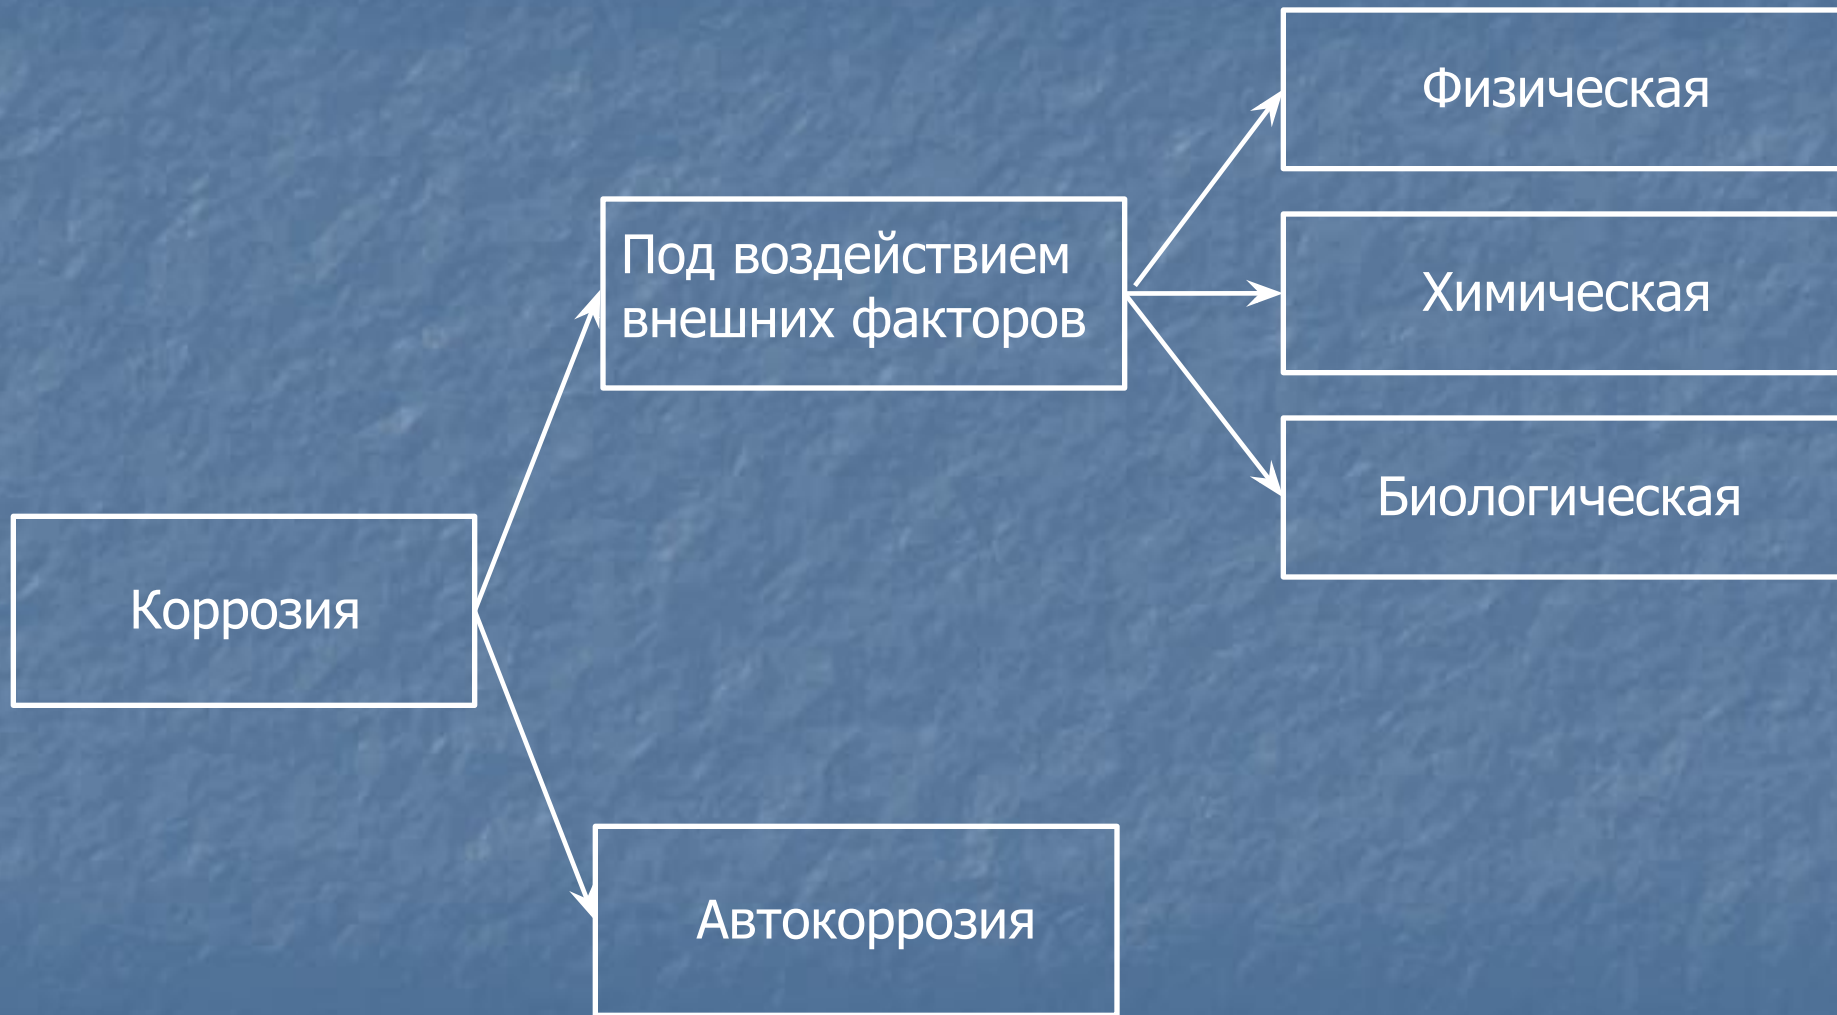 Физическая
Под воздействием
внешних факторов
Химическая
Биологическая
Коррозия
Автокоррозия